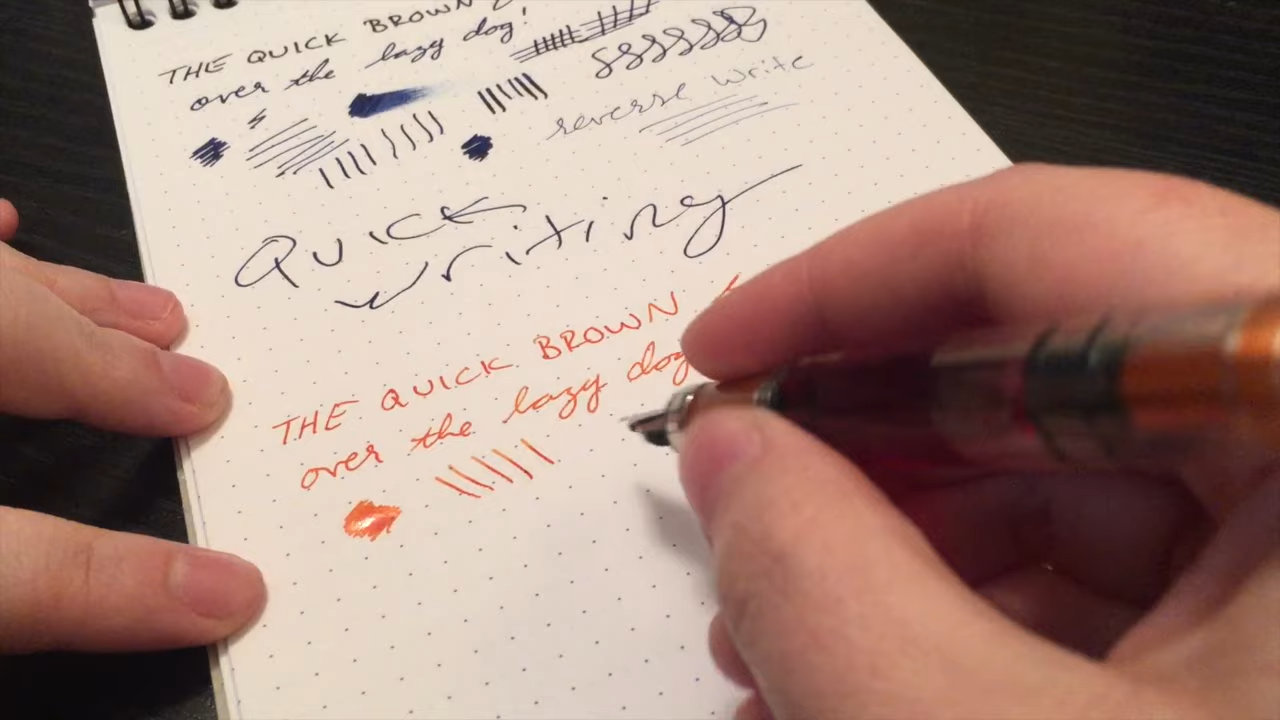 THE QUICK BROWN
over the lazy dog!
reverse write
Quick
writing
THE QUICK BROWN
over the lazy dog